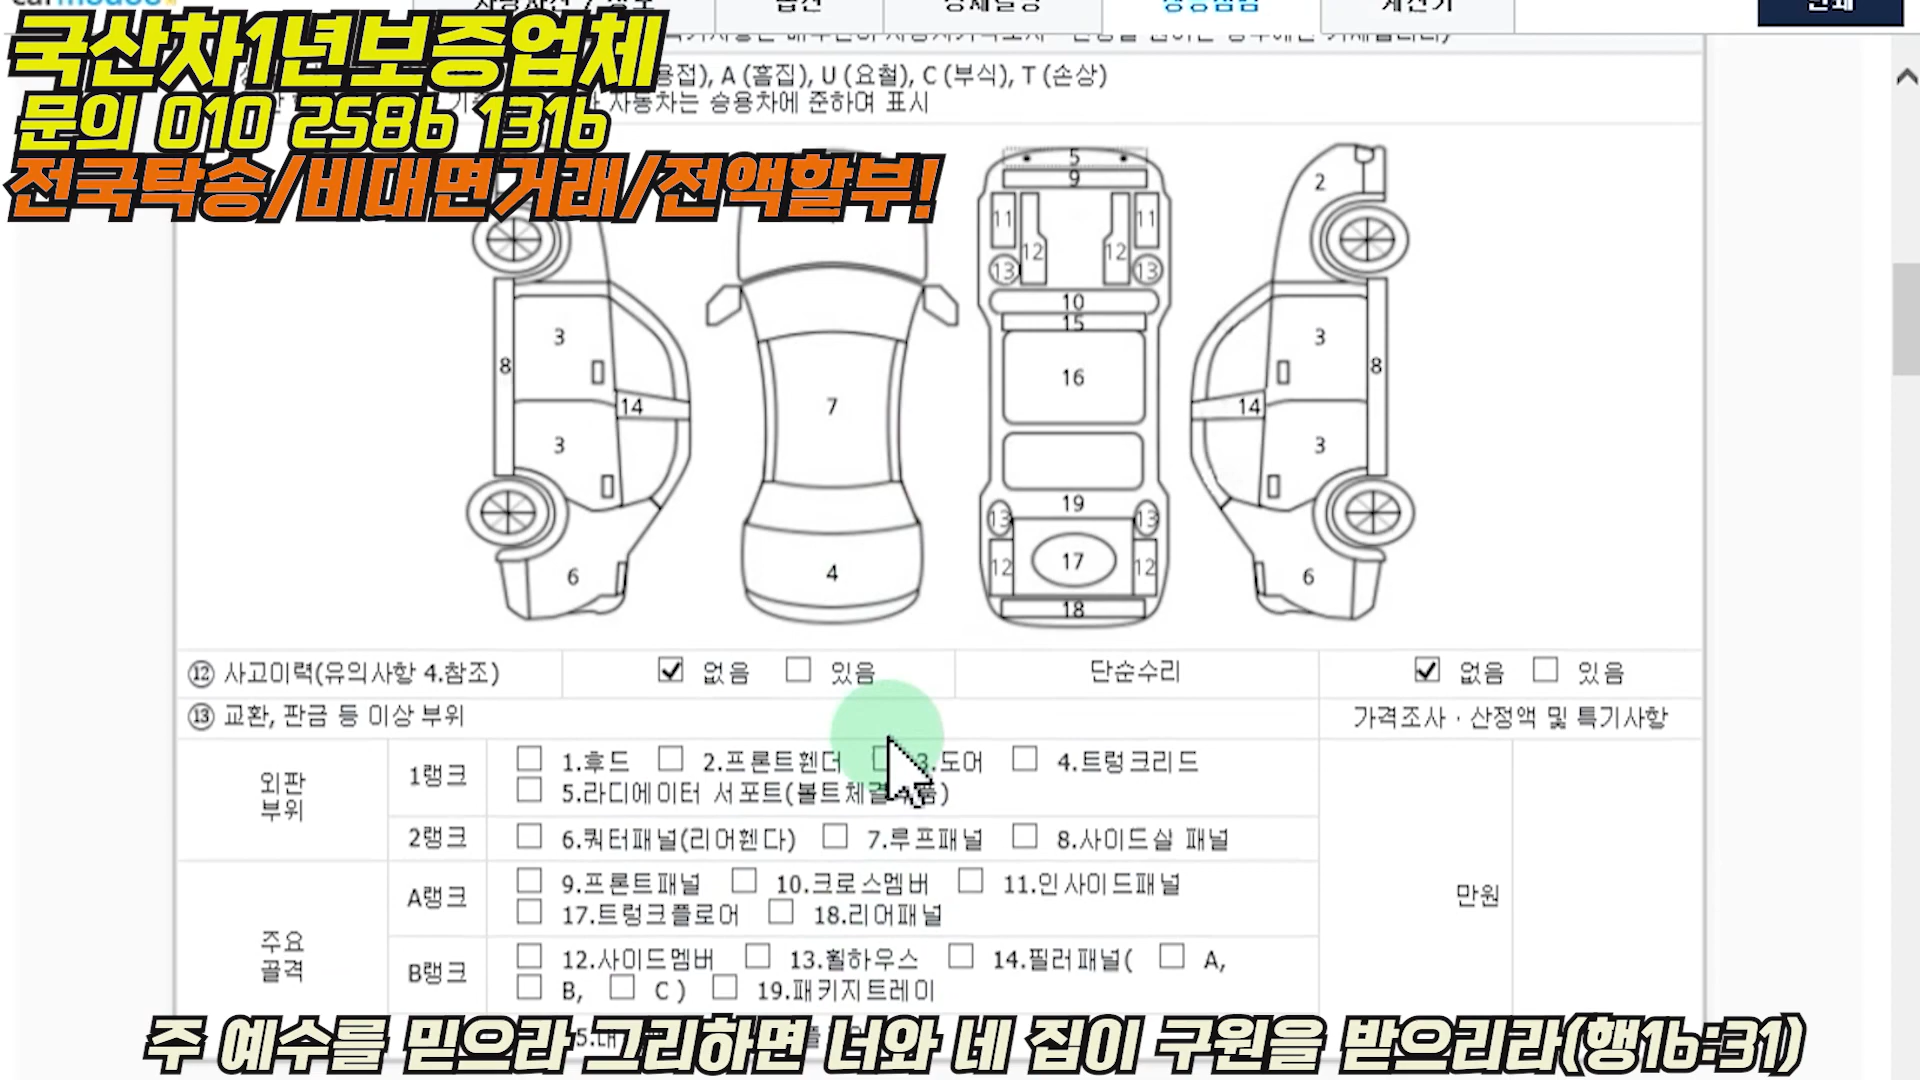 국산차1년보증업체
문의 010 2586 1316
전국탁송/비대면거래/전액할부!
옵션
계산기
인쇄
용접), A (흠집), U (요철), C (부식), T (손상)
자동차는 승용차에 준하여 표시
5
9
2
2
11
11
12
12
13
13
10
15
3
3
8
16
8
7
14
14
3
3
19
13
13
12
17
12
6
4
6
18
⑫ 사고이력(유의사항 4.참조) 없음 있음 단순수리 없음 있음
⑬ 교환, 판금 등 이상 부위 가격조사 · 산정액 및 특기사항
외판 부위
1랭크 1.후드 2.프론트휀더 3.도어 4.트렁크리드
5.라디에이터 서포트(볼트체결부품)
2랭크 6.쿼터패널(리어휀다) 7.루프패널 8.사이드실 패널
주요 골격
A랭크 9.프론트패널 10.크로스멤버 11.인사이드패널
17.트렁크플로어 18.리어패널
만원
B랭크 12.사이드멤버 13.휠하우스 14.필러패널( A,
B, C ) 19.패키지트레이
주 예수를 믿으라 그리하면 너와 네 집이 구원을 받으리라(행16:31)